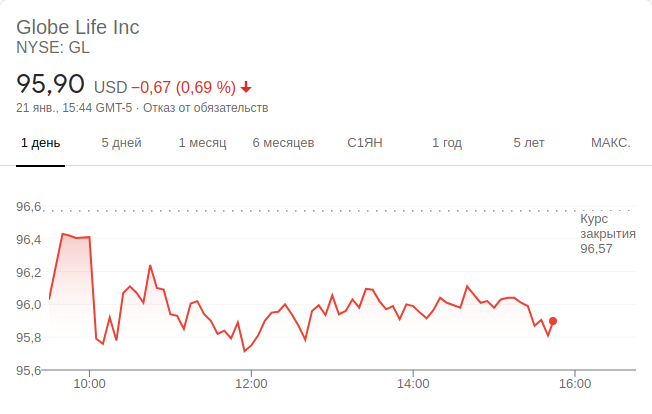 Globe Life Inc
NYSE: GL
95,90 USD −0,67 (0,69 %)
21 янв., 15:44 GMT-5 · Отказ от обязательств
1 день 5 дней 1 месяц 6 месяцев С1ЯН 1 год 5 лет МАКС.
96,6
Курс
закрытия
96,57
96,4
96,2
96,0
95,8
95,6
10:00 12:00 14:00 16:00